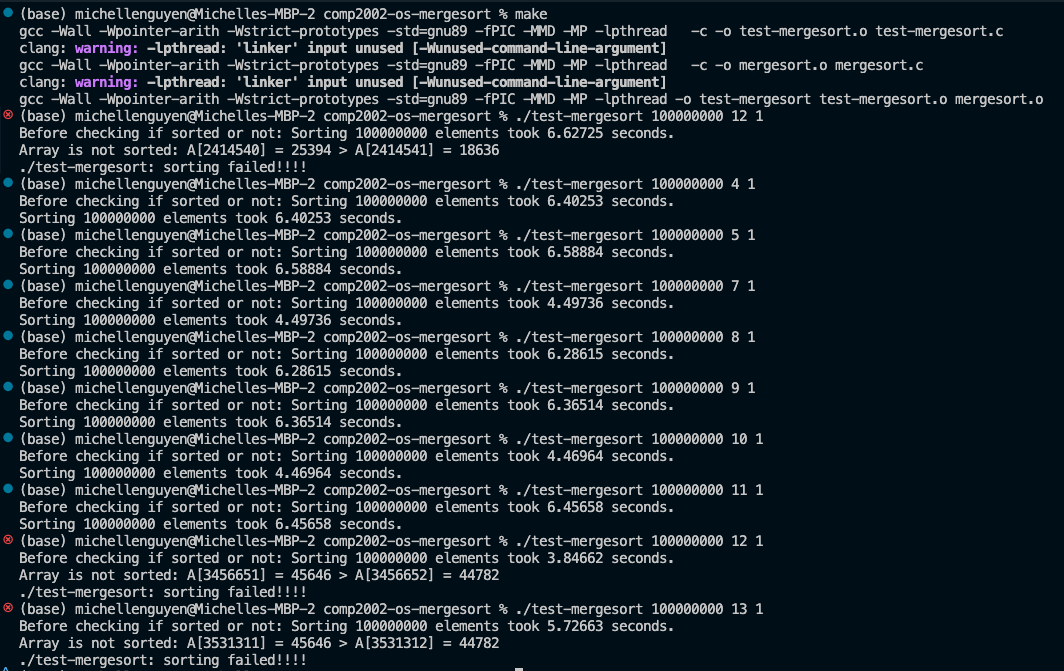 (base) michellenguyen@Michelles-MBP-2 comp2002-os-mergesort % make
gcc -Wall -Wpointer-arith -Wstrict-prototypes -std=gnu89 -fPIC -MMD -MP -lpthread   -c -o test-mergesort.o test-mergesort.c
clang: warning: -lpthread: 'linker' input unused [-Wunused-command-line-argument]
gcc -Wall -Wpointer-arith -Wstrict-prototypes -std=gnu89 -fPIC -MMD -MP -lpthread   -c -o mergesort.o mergesort.c
clang: warning: -lpthread: 'linker' input unused [-Wunused-command-line-argument]
gcc -Wall -Wpointer-arith -Wstrict-prototypes -std=gnu89 -fPIC -MMD -MP -lpthread -o test-mergesort test-mergesort.o mergesort.o
(base) michellenguyen@Michelles-MBP-2 comp2002-os-mergesort % ./test-mergesort 100000000 12 1
Before checking if sorted or not: Sorting 100000000 elements took 6.62725 seconds.
Array is not sorted: A[2414540] = 25394 > A[2414541] = 18636
./test-mergesort: sorting failed!!!!
(base) michellenguyen@Michelles-MBP-2 comp2002-os-mergesort % ./test-mergesort 100000000 4 1
Before checking if sorted or not: Sorting 100000000 elements took 6.40253 seconds.
Sorting 100000000 elements took 6.40253 seconds.
(base) michellenguyen@Michelles-MBP-2 comp2002-os-mergesort % ./test-mergesort 100000000 5 1
Before checking if sorted or not: Sorting 100000000 elements took 6.58884 seconds.
Sorting 100000000 elements took 6.58884 seconds.
(base) michellenguyen@Michelles-MBP-2 comp2002-os-mergesort % ./test-mergesort 100000000 7 1
Before checking if sorted or not: Sorting 100000000 elements took 4.49736 seconds.
Sorting 100000000 elements took 4.49736 seconds.
(base) michellenguyen@Michelles-MBP-2 comp2002-os-mergesort % ./test-mergesort 100000000 8 1
Before checking if sorted or not: Sorting 100000000 elements took 6.28615 seconds.
Sorting 100000000 elements took 6.28615 seconds.
(base) michellenguyen@Michelles-MBP-2 comp2002-os-mergesort % ./test-mergesort 100000000 9 1
Before checking if sorted or not: Sorting 100000000 elements took 6.36514 seconds.
Sorting 100000000 elements took 6.36514 seconds.
(base) michellenguyen@Michelles-MBP-2 comp2002-os-mergesort % ./test-mergesort 100000000 10 1
Before checking if sorted or not: Sorting 100000000 elements took 4.46964 seconds.
Sorting 100000000 elements took 4.46964 seconds.
(base) michellenguyen@Michelles-MBP-2 comp2002-os-mergesort % ./test-mergesort 100000000 11 1
Before checking if sorted or not: Sorting 100000000 elements took 6.45658 seconds.
Sorting 100000000 elements took 6.45658 seconds.
(base) michellenguyen@Michelles-MBP-2 comp2002-os-mergesort % ./test-mergesort 100000000 12 1
Before checking if sorted or not: Sorting 100000000 elements took 3.84662 seconds.
Array is not sorted: A[3456651] = 45646 > A[3456652] = 44782
./test-mergesort: sorting failed!!!!
(base) michellenguyen@Michelles-MBP-2 comp2002-os-mergesort % ./test-mergesort 100000000 13 1
Before checking if sorted or not: Sorting 100000000 elements took 5.72663 seconds.
Array is not sorted: A[3531311] = 45646 > A[3531312] = 44782
./test-mergesort: sorting failed!!!!